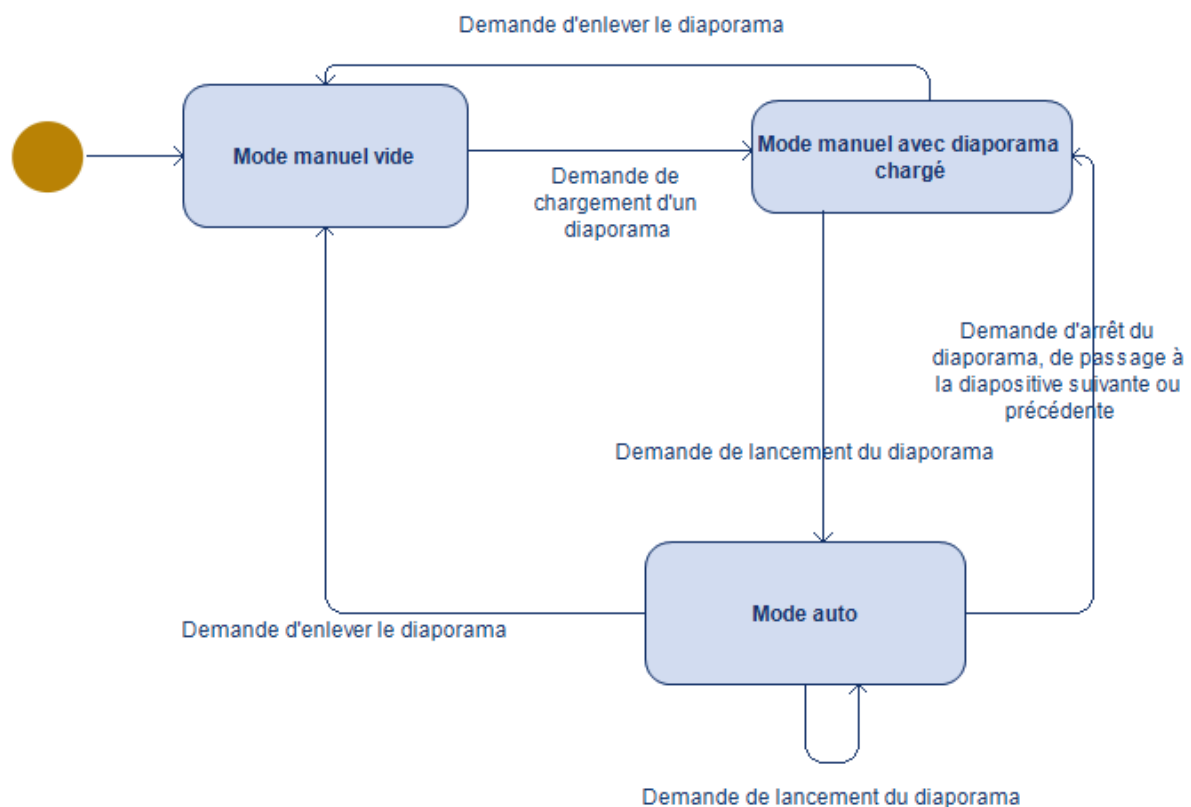 Demande d'enlever le diaporama
Mode manuel vide
Mode manuel avec diaporama
chargé
Demande de
chargement d'un
diaporama
Demande d'arrêt du
diaporama, de passage à
la diapositive suivante ou
précédente
Demande de lancement du diaporama
Mode auto
Demande d'enlever le diaporama
Demande de lancement du diaporama